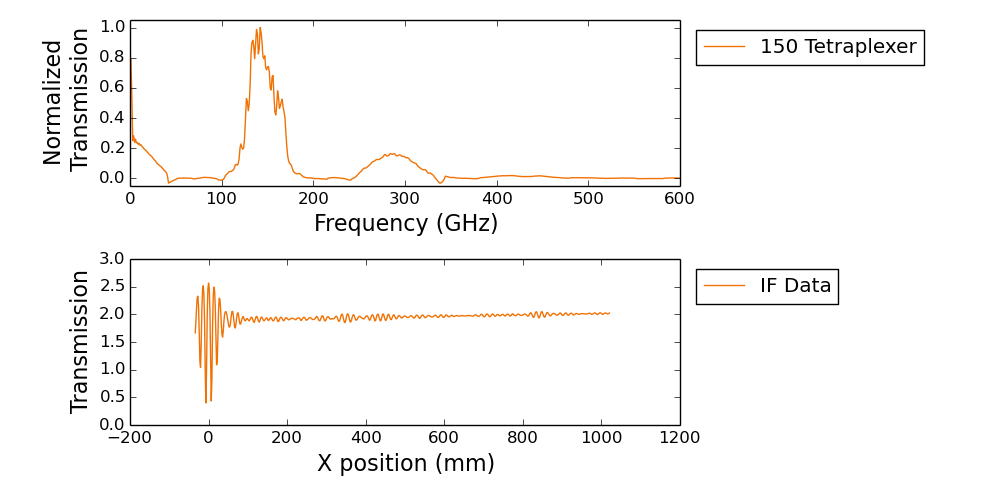 1.0
0.8
0.6
0.4
0.2
0.0
Normalized
Transmission
0 100 200 300 400 500 600
Frequency (GHz)
150 Tetraplexer
3.0
2.5
2.0
1.5
1.0
0.5
0.0
Transmission
−200 0 200 400 600 800 1000 1200
X position (mm)
IF Data